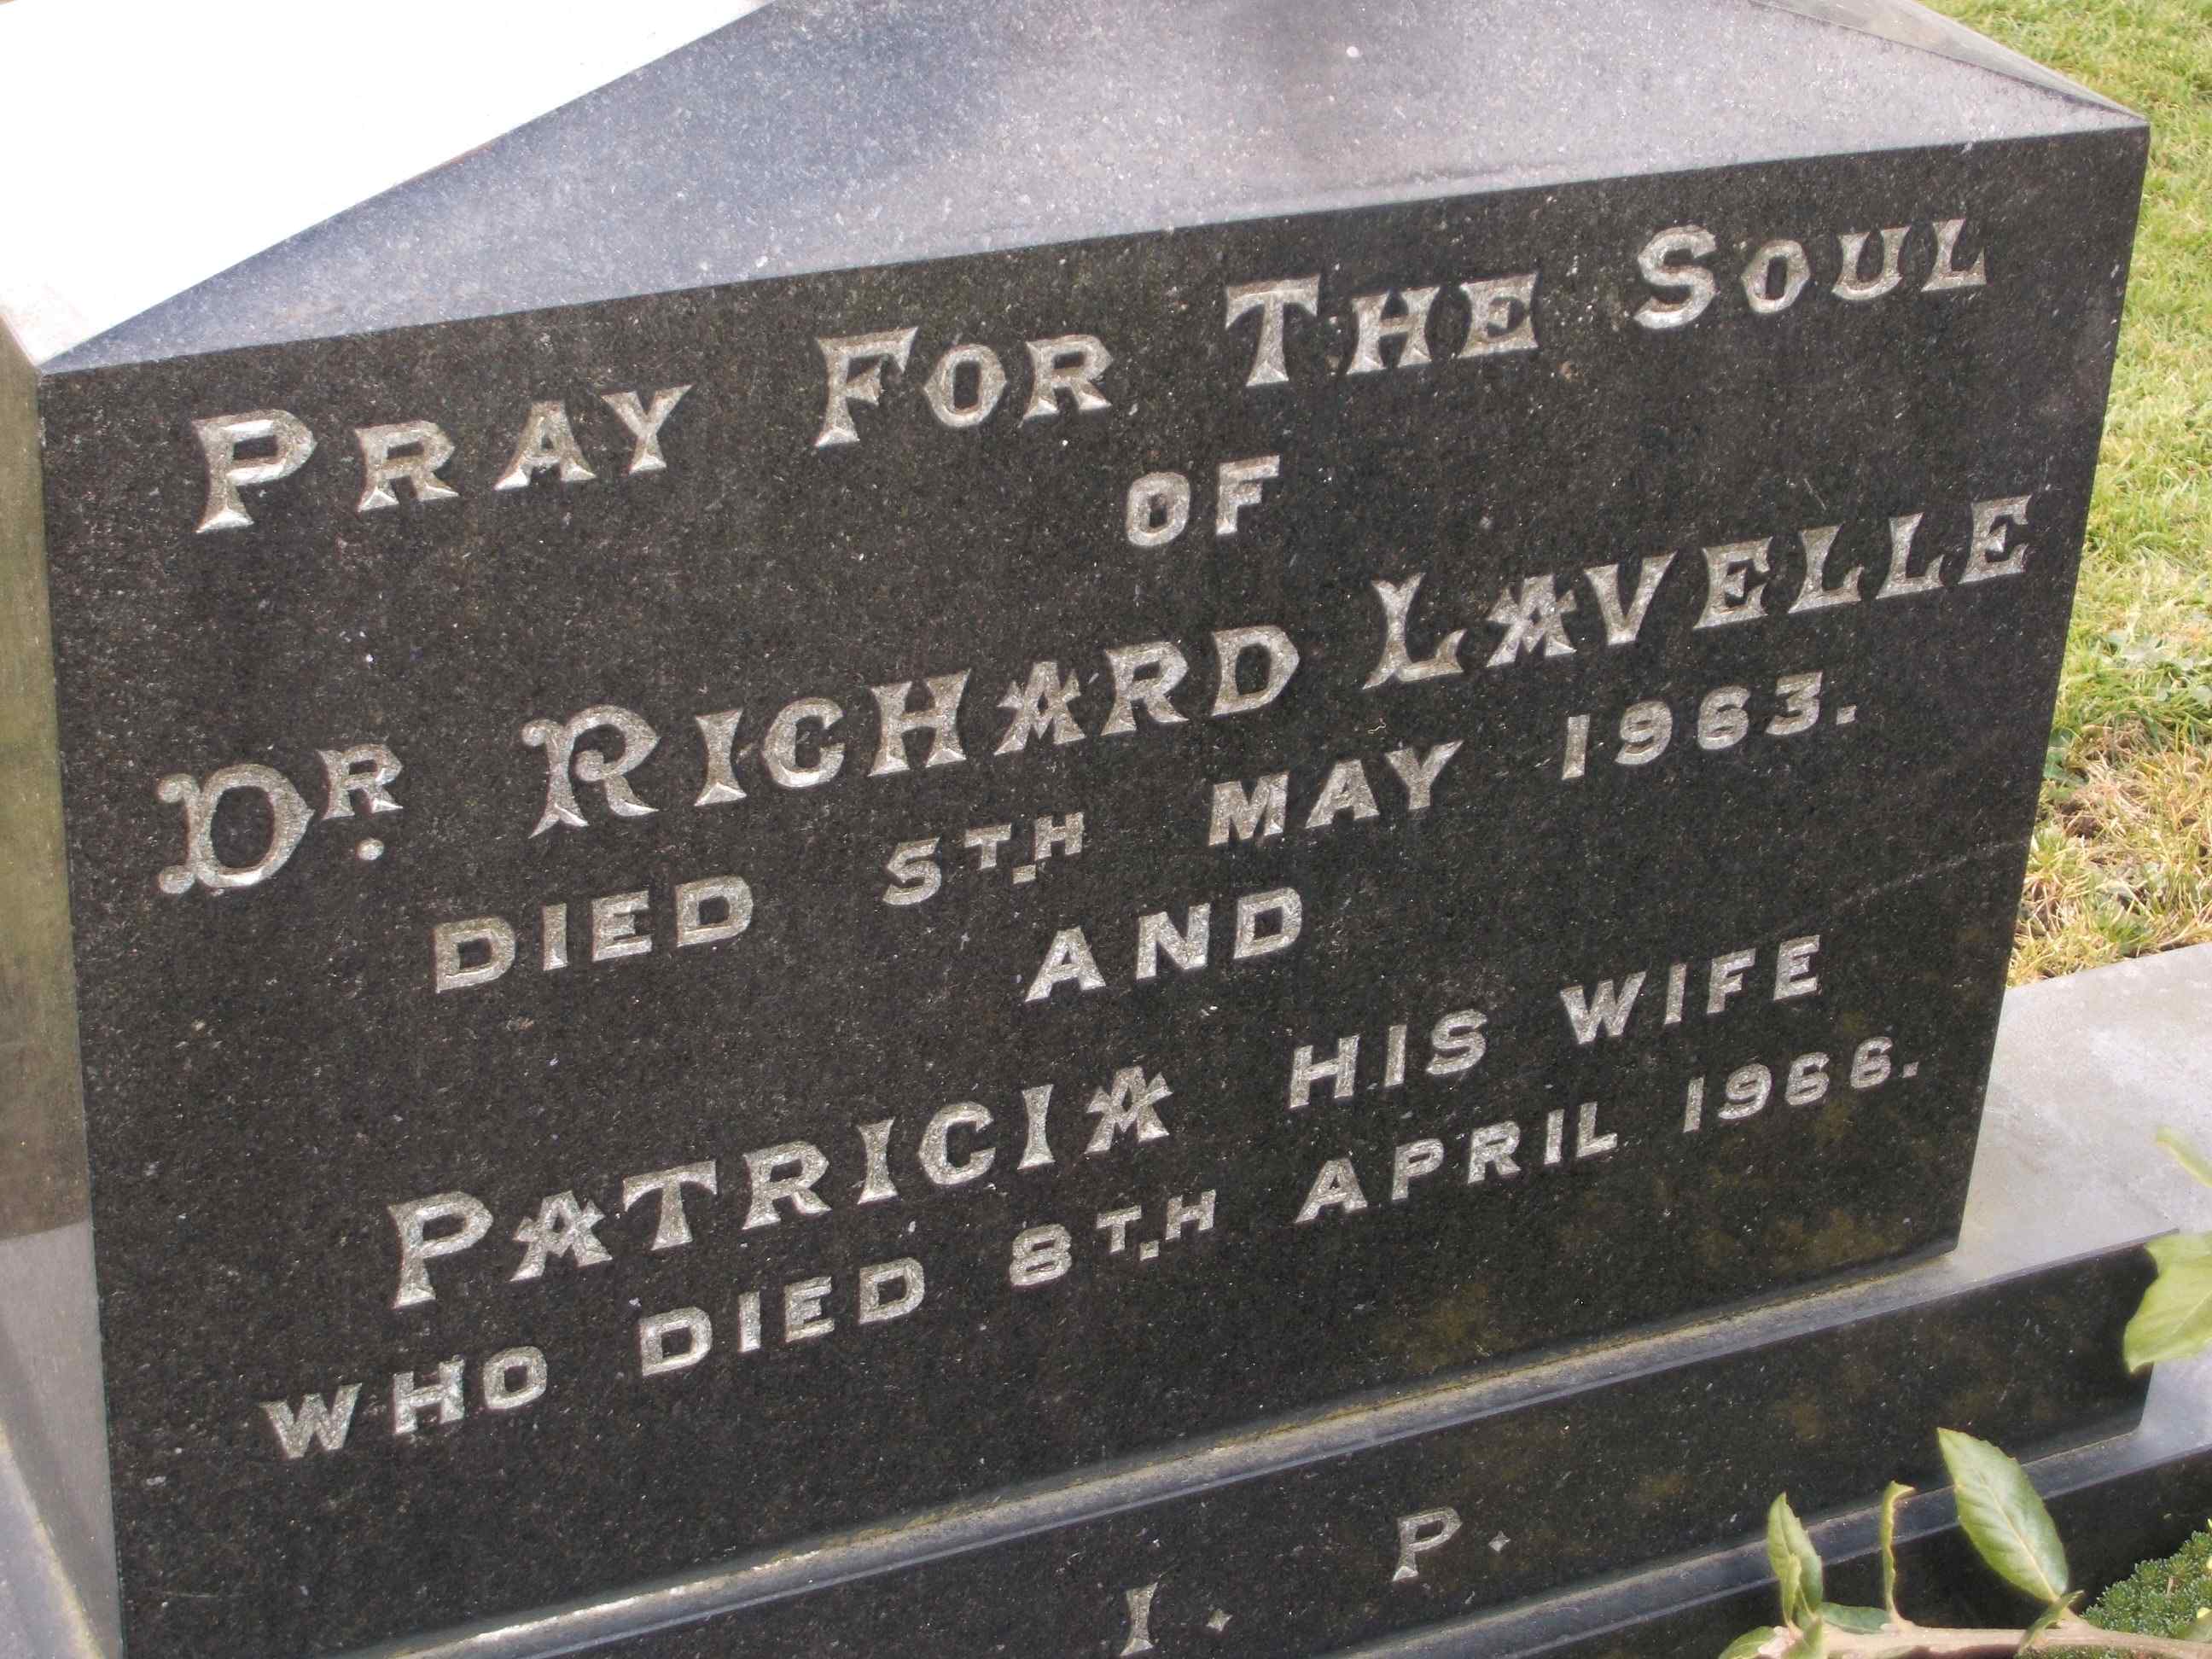 PRAY FOR THE SOUL
OF
DR. RICHARD LAVELLE
DIED 5TH. MAY 1963.
AND
PATRICIA HIS WIFE
WHO DIED 8TH. APRIL 1966.
I. P.